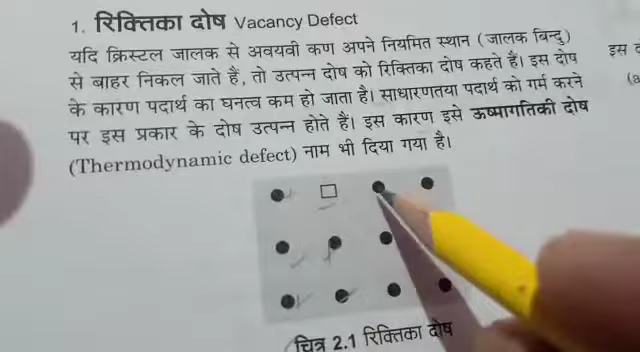 1. रिक्तिका दोष Vacancy Defect
यदि क्रिस्टल जालक से अवयवी कण अपने नियमित स्थान (जालक बिन्दु)
से बाहर निकल जाते हैं, तो उत्पन्न दोष को रिक्तिका दोष कहते हैं। इस दोष
के कारण पदार्थ का घनत्व कम हो जाता है। साधारणतया पदार्थ को गर्म करने
पर इस प्रकार के दोष उत्पन्न होते हैं। इस कारण इसे ऊष्मागतिकी दोष
(Thermodynamic defect) नाम भी दिया गया है।
चित्र 2.1 रिक्तिका दोष
इस
(a